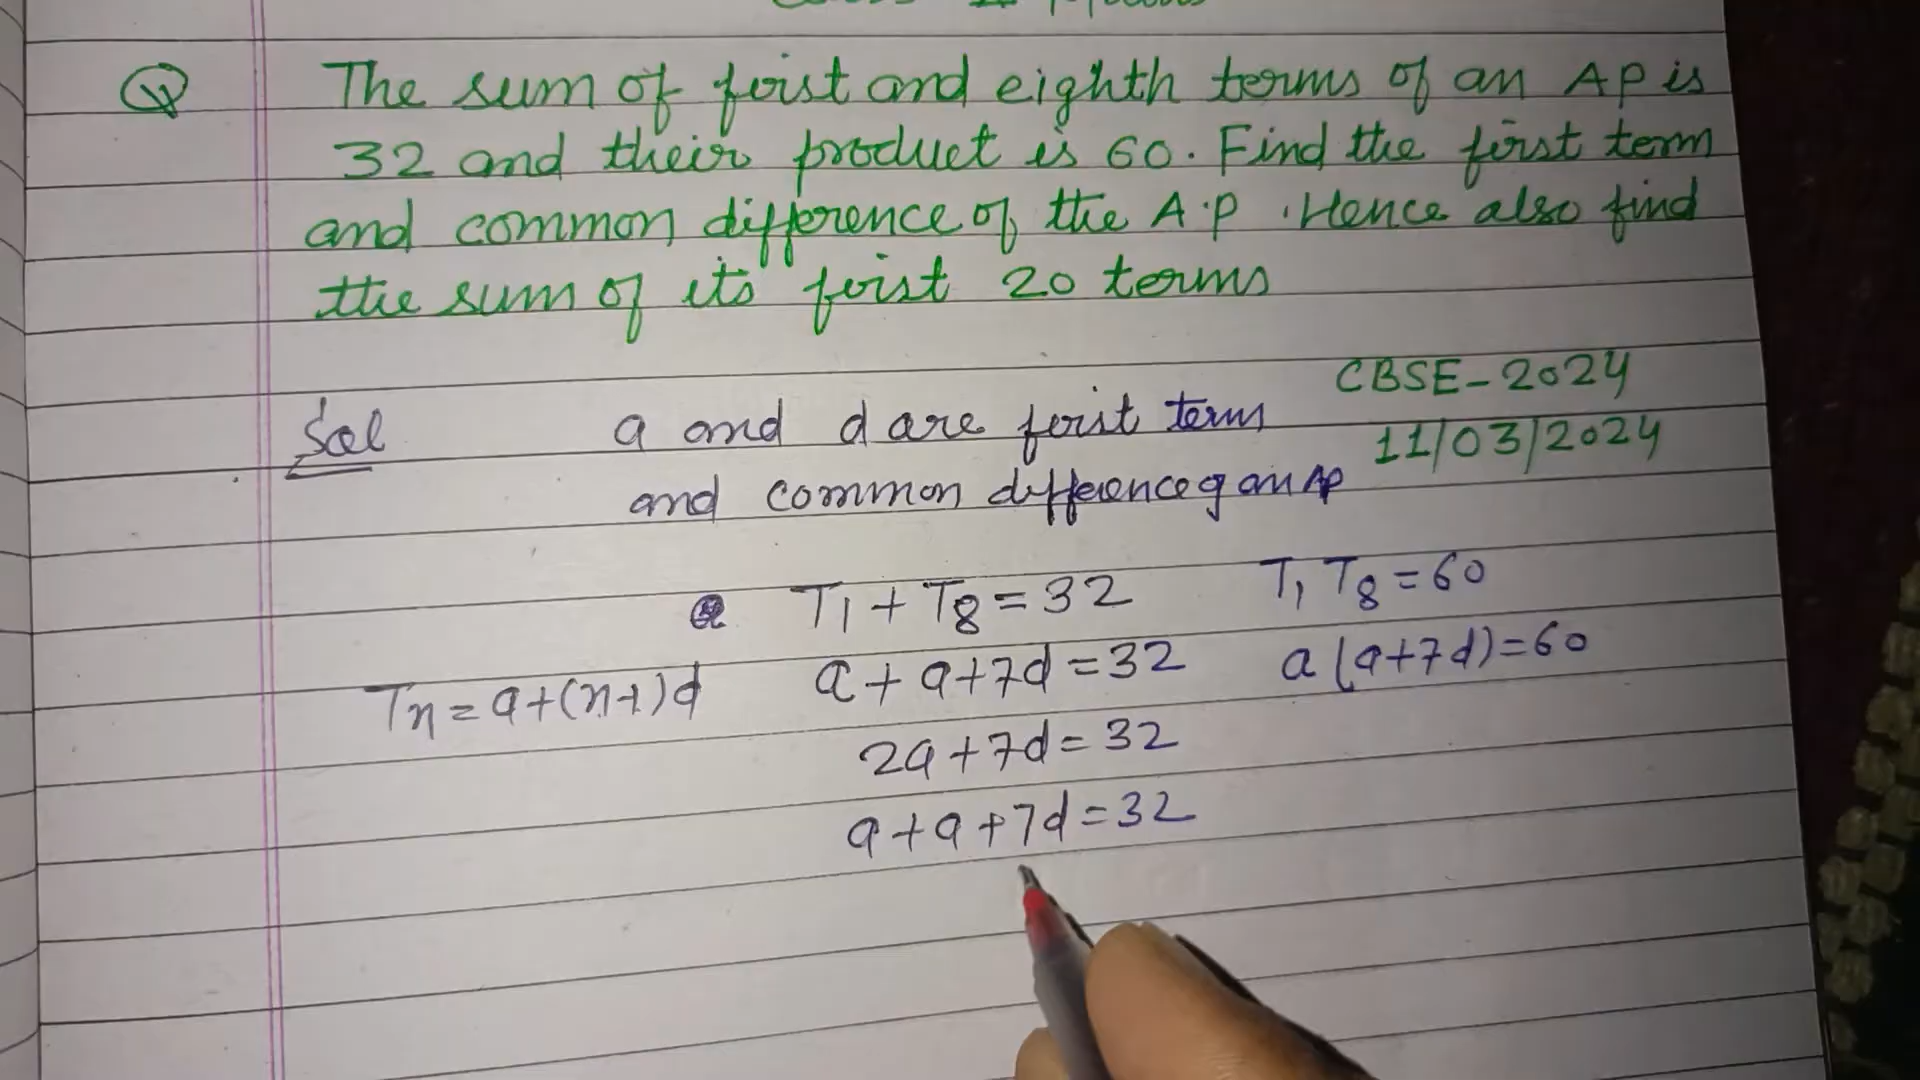 Q The sum of first and eighth terms of an AP is
32 and their product is 60. Find the first term
and common difference of the A.P. Hence also find
the sum of its first 20 terms
CBSE-2024
11/03/2024
Sol a and d are first term
and common difference of an AP
T1 + T8 = 32 T1 T8 = 60
Tn = a+(n-1)d a + a+7d = 32 a(a+7d)=60
2a+7d = 32
a+a+7d = 32